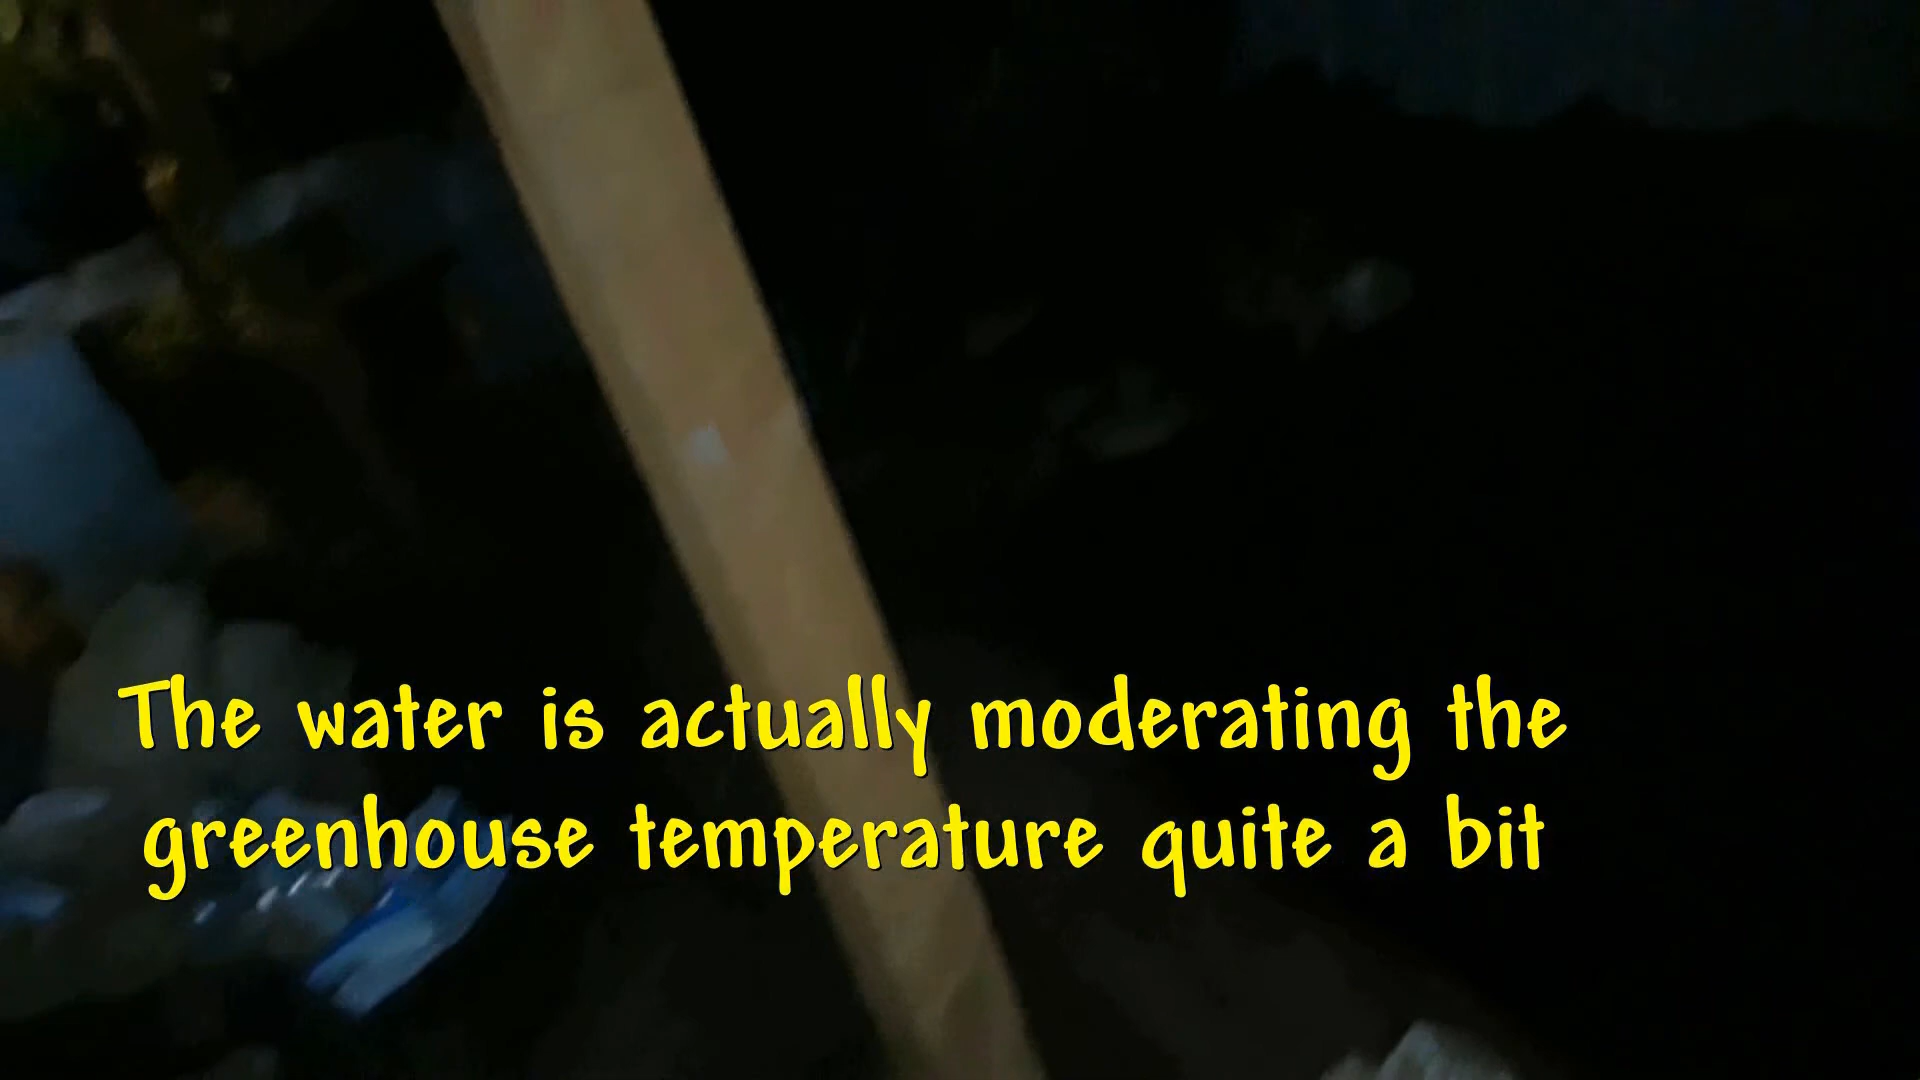 The water is actually moderating the
greenhouse temperature quite a bit